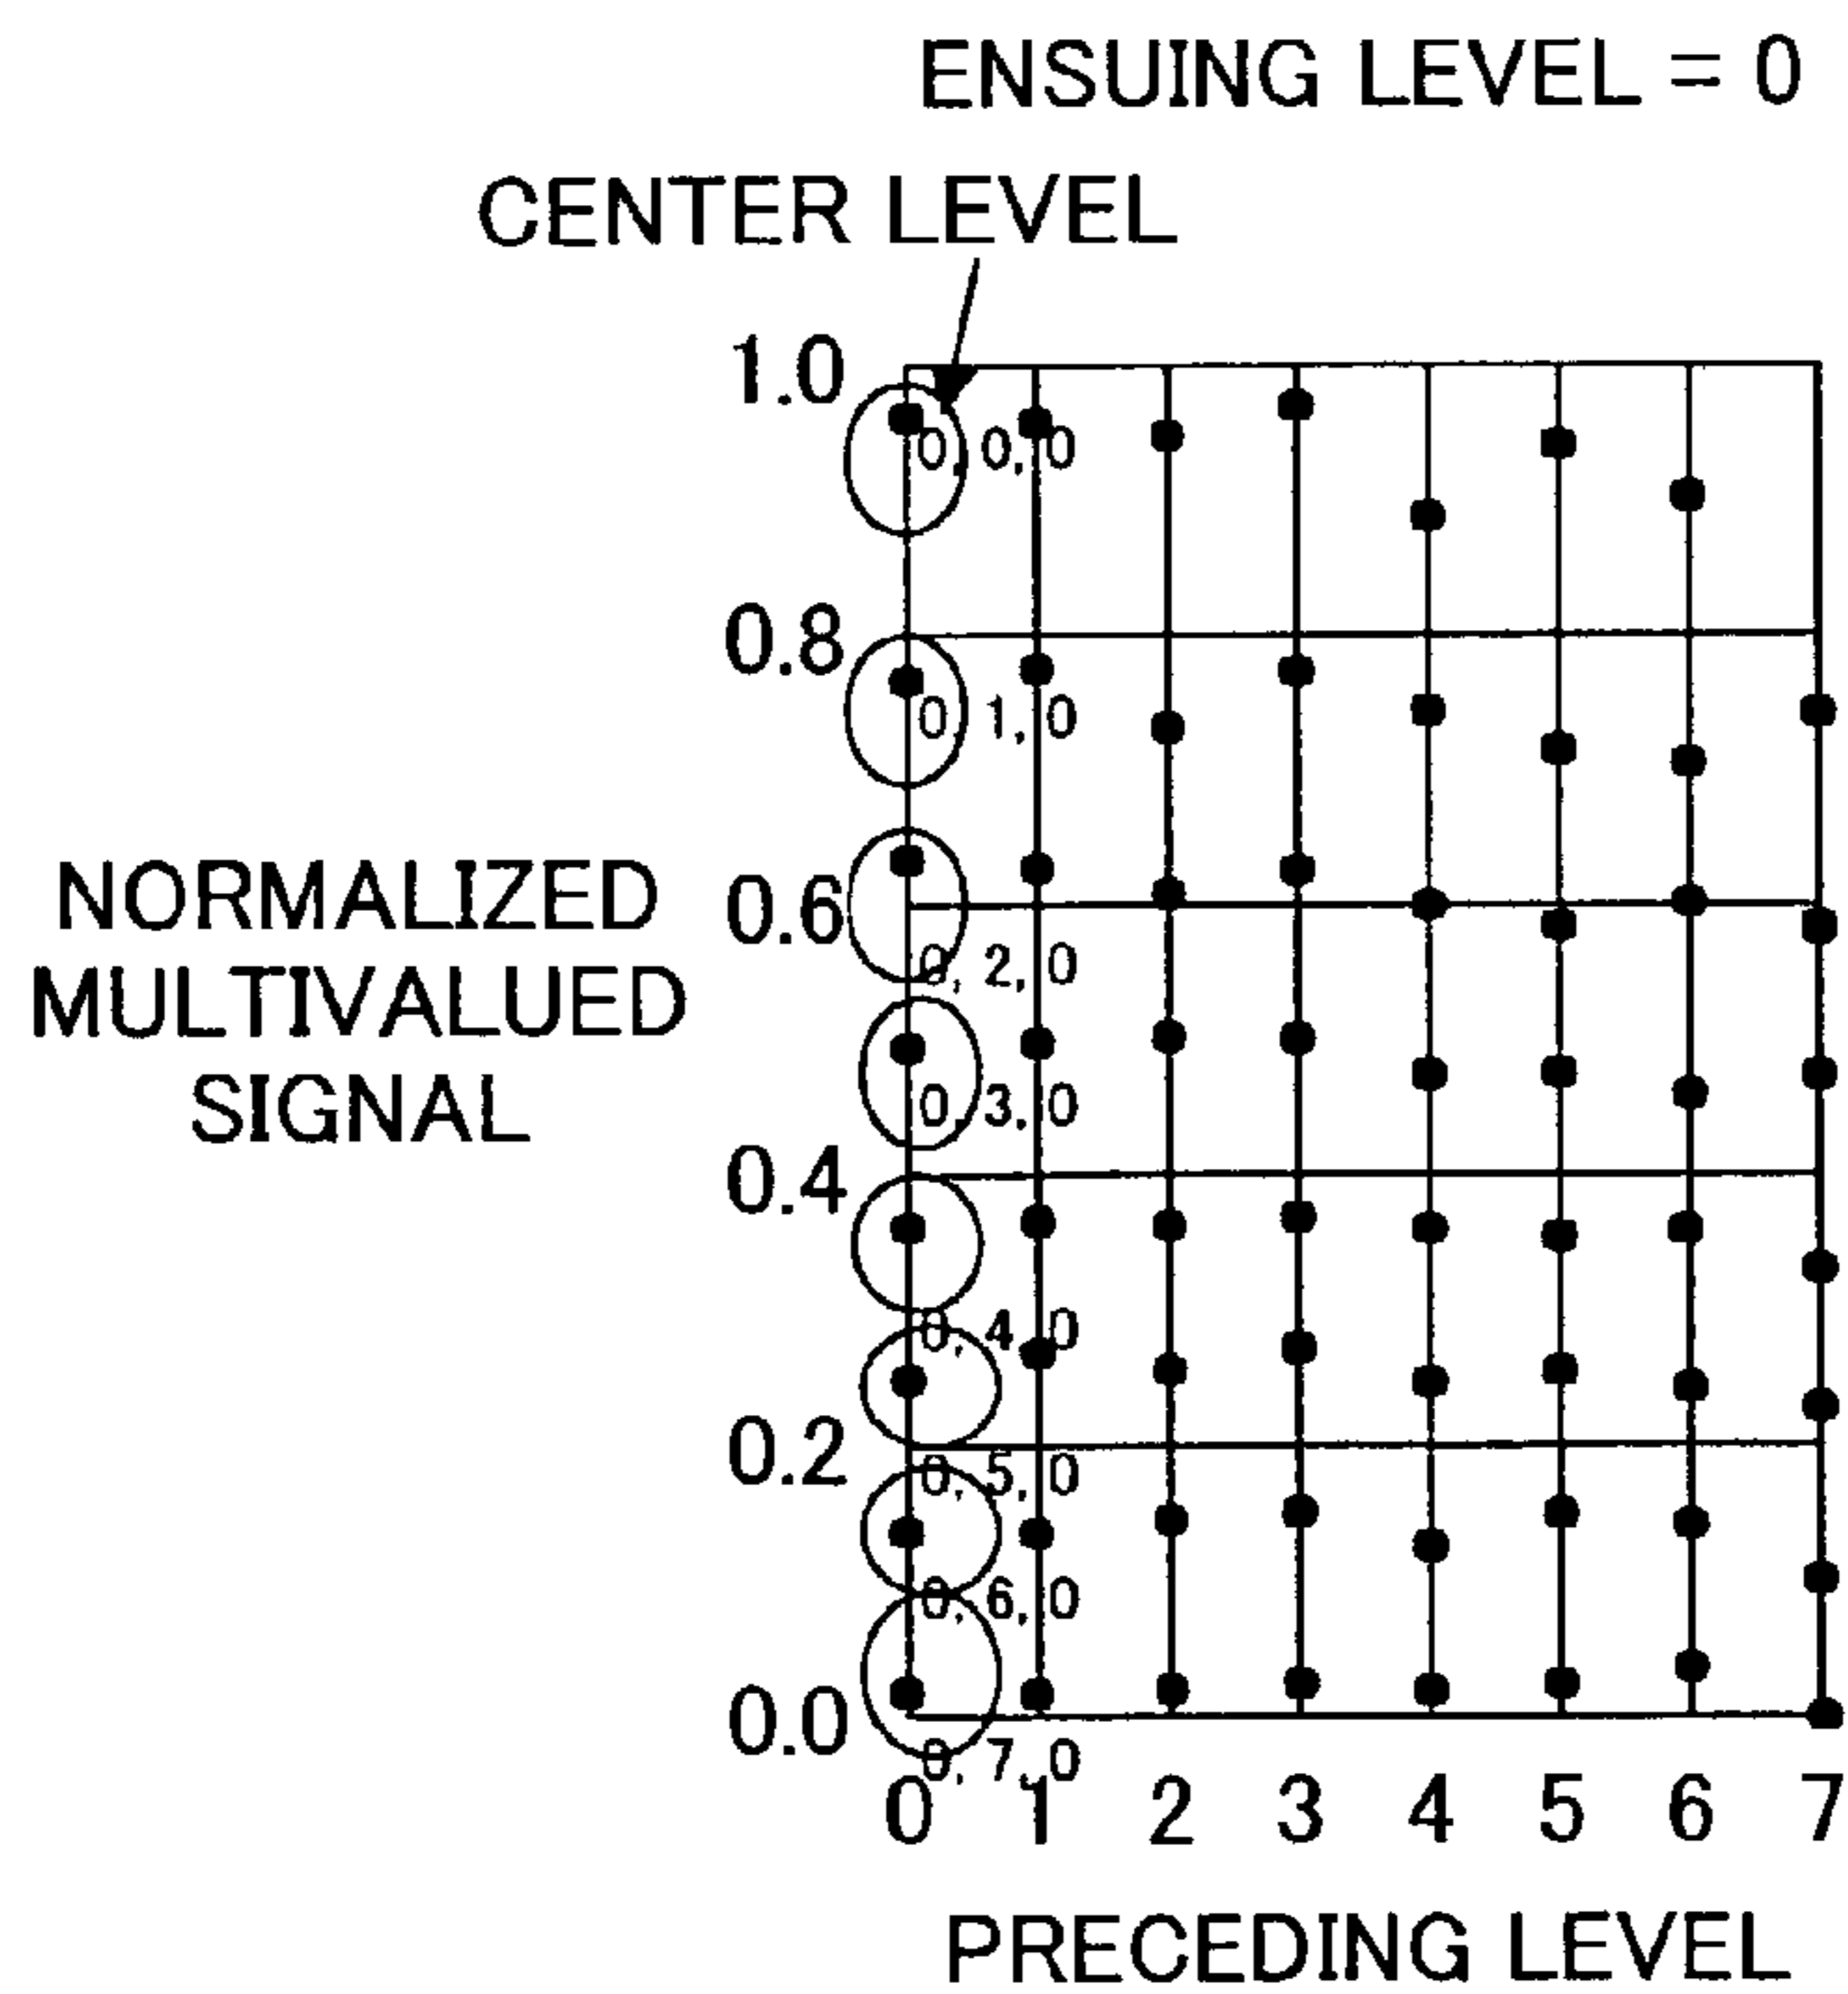 ENSUING LEVEL = 0
CENTER LEVEL
1.0
0,0,0
0.8
0,1,0
NORMALIZED
MULTIVALUED
SIGNAL
0.6
0,2,0
0,3,0
0.4
0,4,0
0.2
0,5,0
0,6,0
0.0
0,7,0
0 1 2 3 4 5 6 7
PRECEDING LEVEL